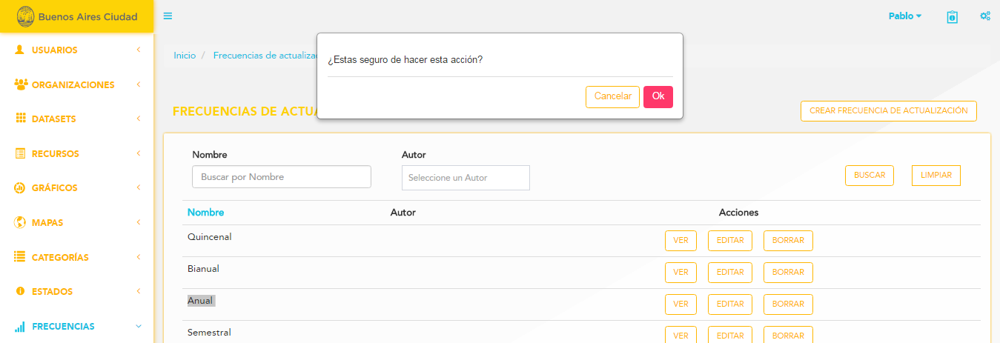 Buenos Aires Ciudad
Pablo
USUARIOS
ORGANIZACIONES
DATASETS
RECURSOS
GRÁFICOS
MAPAS
CATEGORÍAS
ESTADOS
FRECUENCIAS
Inicio / Frecuencias de actualiza
¿Estas seguro de hacer esta acción?
Cancelar Ok
FRECUENCIAS DE ACTUA
CREAR FRECUENCIA DE ACTUALIZACIÓN
Nombre Autor
Buscar por Nombre Seleccione un Autor BUSCAR LIMPIAR
Nombre Autor Acciones
Quincenal VER EDITAR BORRAR
Bianual VER EDITAR BORRAR
Anual VER EDITAR BORRAR
Semestral VER EDITAR BORRAR